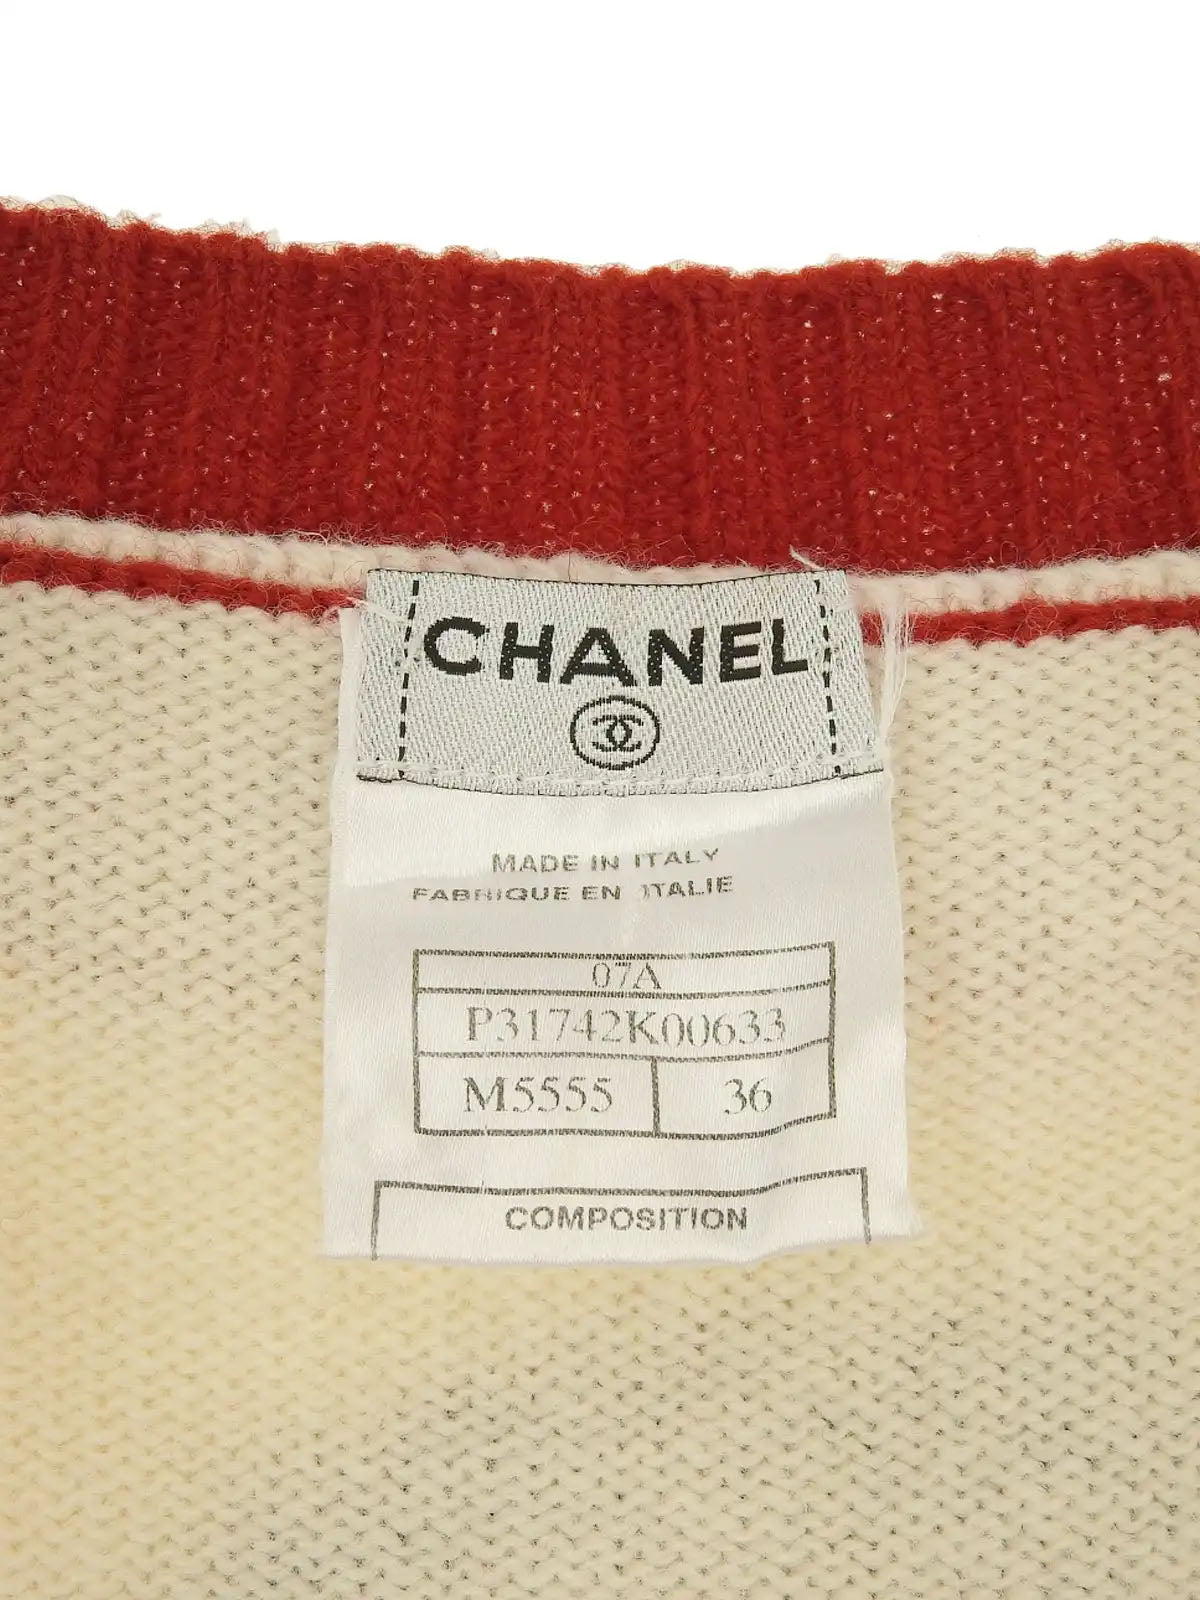 CHANEL
MADE IN ITALY
FABRIQUE EN ITALIE
07A
P31742K00633
M5555 36
COMPOSITION